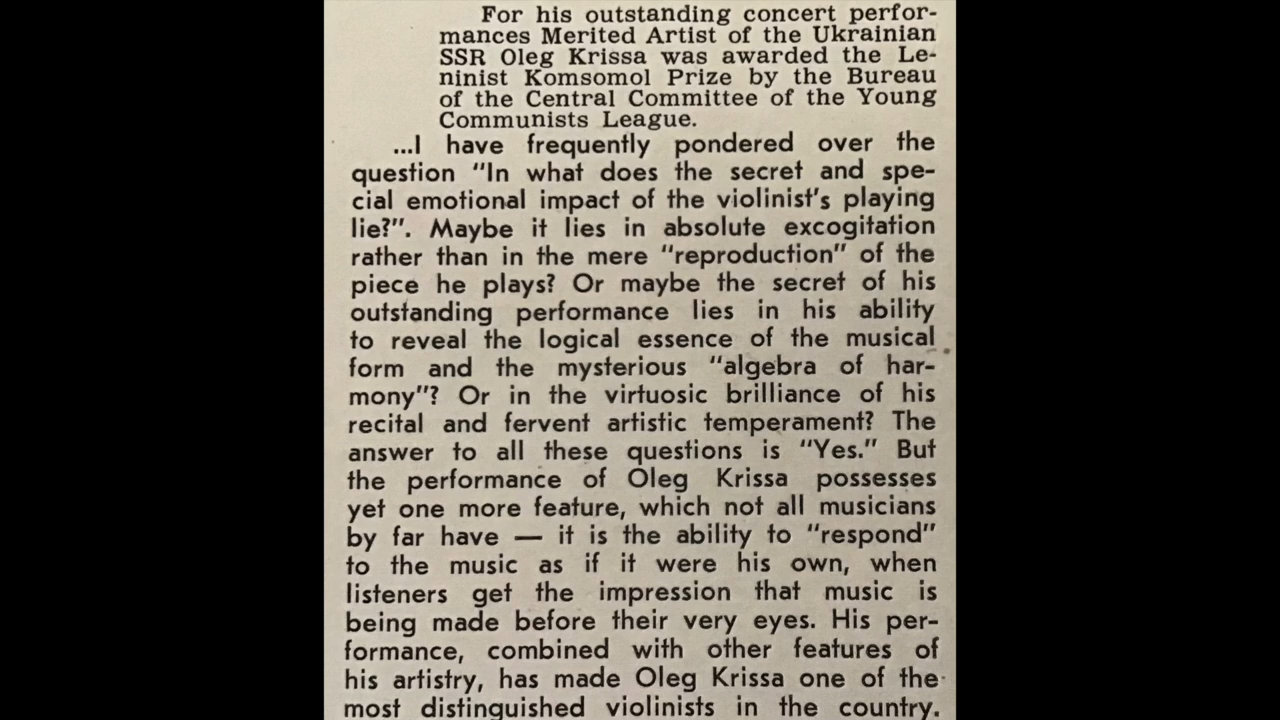 For his outstanding concert perfor-
mances Merited Artist of the Ukrainian
SSR Oleg Krissa was awarded the Le-
ninist Komsomol Prize by the Bureau
of the Central Committee of the Young
Communists League.
...I have frequently pondered over the
question "In what does the secret and spe-
cial emotional impact of the violinist's playing
lie?". Maybe it lies in absolute excogitation
rather than in the mere "reproduction" of the
piece he plays? Or maybe the secret of his
outstanding performance lies in his ability
to reveal the logical essence of the musical
form and the mysterious "algebra of har-
mony"? Or in the virtuosic brilliance of his
recital and fervent artistic temperament? The
answer to all these questions is "Yes." But
the performance of Oleg Krissa possesses
yet one more feature, which not all musicians
by far have — it is the ability to "respond"
to the music as if it were his own, when
listeners get the impression that music is
being made before their very eyes. His per-
formance, combined with other features of
his artistry, has made Oleg Krissa one of the
most distinguished violinists in the country.